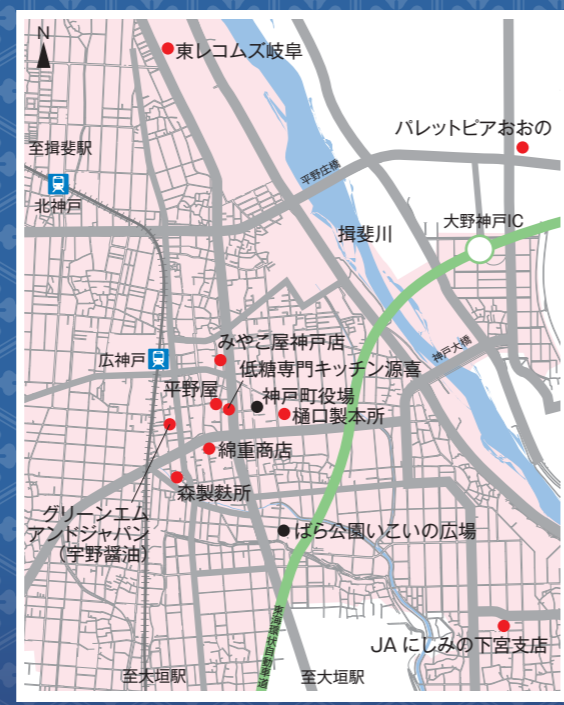 N
東レコムズ岐阜
パレットピアおおの
至揖斐駅
平野庄橋
北神戸
揖斐川
大野神戸IC
みやこ屋神戸店
神戸大橋
広神戸
低糖専門キッチン源喜
平野屋
神戸町役場
樋口製本所
綿重商店
森製麩所
グリーンエム
アンドジャパン
(宇野醤油)
ばら公園いこいの広場
東海環状自動車道
JAにしみの下宮支店
至大垣駅
至大垣駅